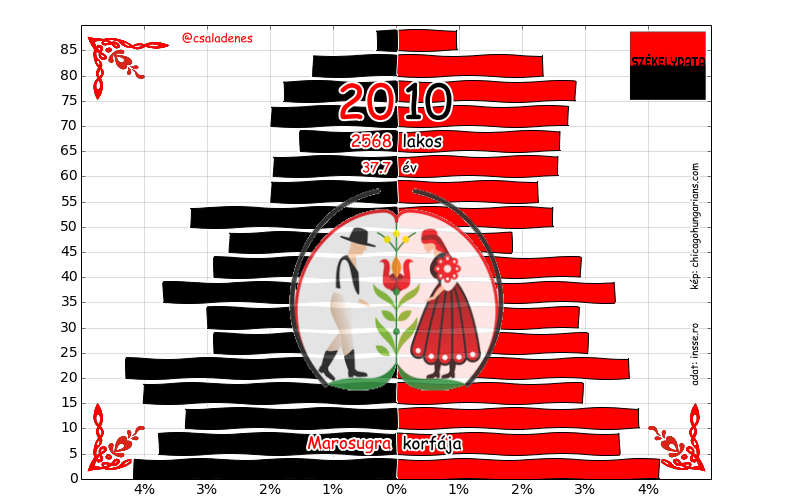 @csaladenes
SZÉKELYDATA
2010
2568 lakos
37.7 év
kép: chicagohungarians.com
adat: insse.ro
Marosugra korfája
85
80
75
70
65
60
55
50
45
40
35
30
25
20
15
10
5
0
4% 3% 2% 1% 0% 1% 2% 3% 4%